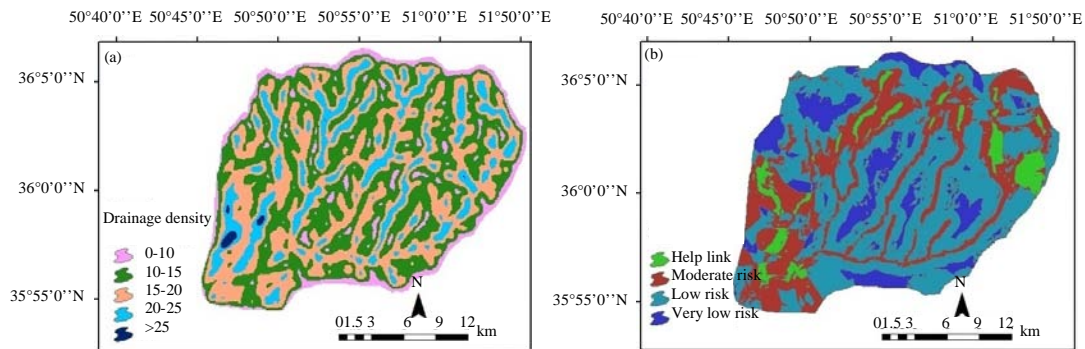 50°40'0''E 50°45'0''E 50°50'0''E 50°55'0''E 51°0'0''E 51°50'0''E
(a)
36°5'0''N
36°0'0''N
35°55'0''N
Drainage density
0-10
10-15
15-20
20-25
>25
N
01.5 3 6 9 12
km
50°40'0''E 50°45'0''E 50°50'0''E 50°55'0''E 51°0'0''E 51°50'0''E
(b)
36°5'0''N
36°0'0''N
35°55'0''N
Help link
Moderate risk
Low risk
Very low risk
N
01.5 3 6 9 12
km